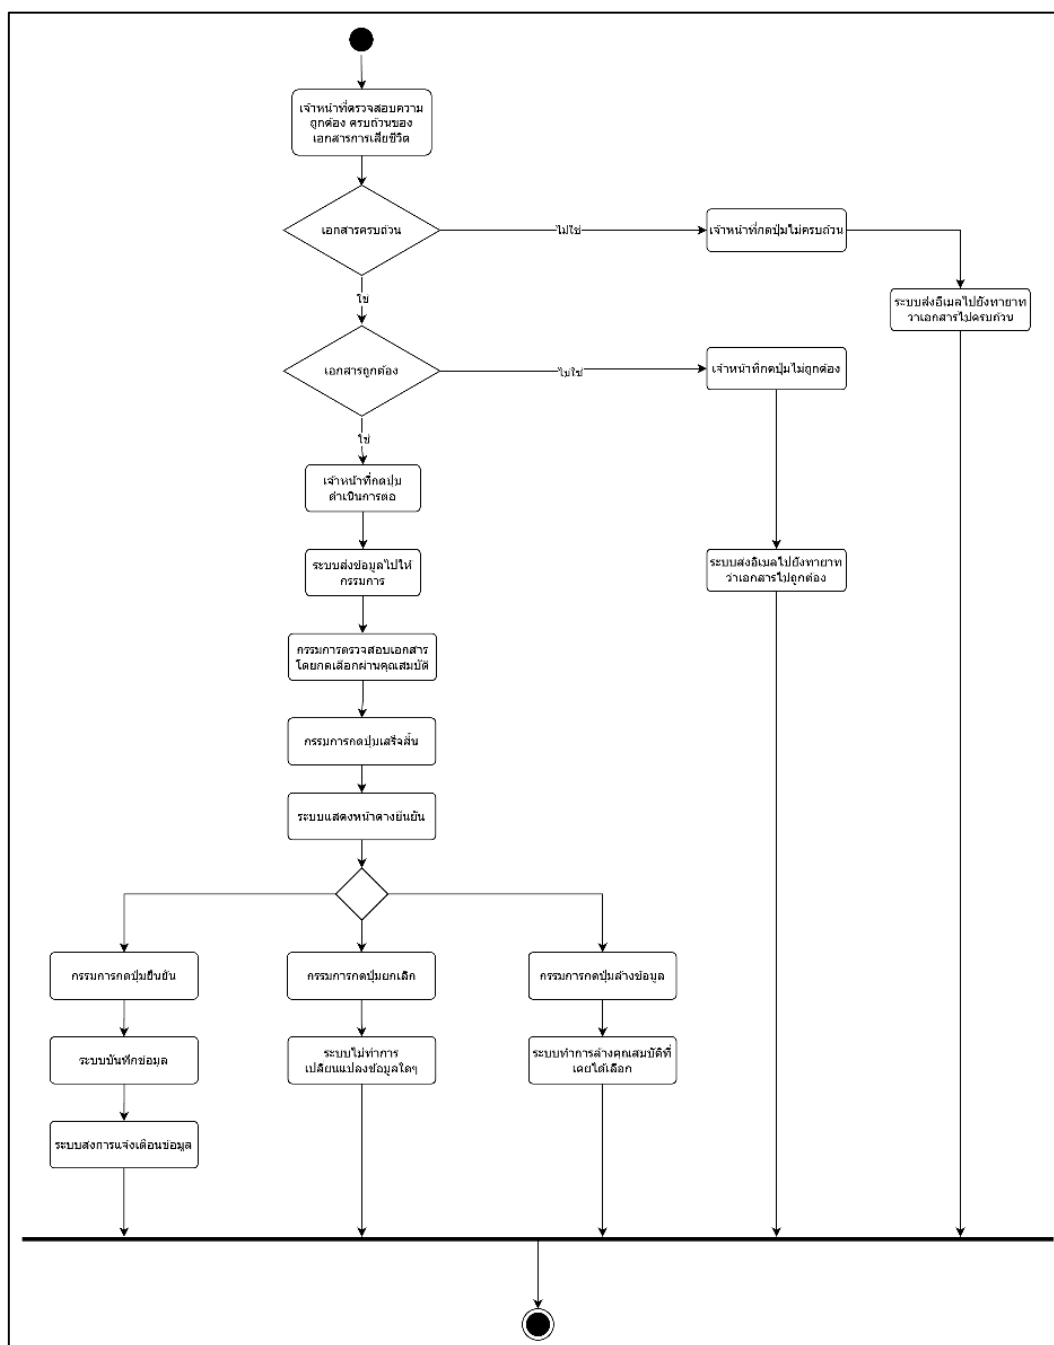 เจ้าหน้าที่ตรวจสอบความ
ถูกต้อง ครบถ้วนของ
เอกสารการเสียชีวิต
เอกสารครบถ้วน
ไม่ใช่
เจ้าหน้าที่กดปุ่มไม่ครบถ้วน
ระบบส่งอีเมลไปยังทายาท
ว่าเอกสารไม่ครบถ้วน
ใช่
เอกสารถูกต้อง
ไม่ใช่
เจ้าหน้าที่กดปุ่มไม่ถูกต้อง
ใช่
เจ้าหน้าที่กดปุ่ม
ดำเนินการต่อ
ระบบส่งข้อมูลไปให้
กรรมการ
ระบบส่งอีเมลไปยังทายาท
ว่าเอกสารไม่ถูกต้อง
กรรมการตรวจสอบเอกสาร
โดยกดเลือกผ่านคุณสมบัติ
กรรมการกดปุ่มเสร็จสิ้น
ระบบแสดงหน้าต่างยืนยัน
กรรมการกดปุ่มยืนยัน
กรรมการกดปุ่มยกเลิก
กรรมการกดปุ่มล้างข้อมูล
ระบบบันทึกข้อมูล
ระบบไม่ทำการ
เปลี่ยนแปลงข้อมูลใดๆ
ระบบทำการล้างคุณสมบัติที่
เคยได้เลือก
ระบบส่งการแจ้งเตือนข้อมูล